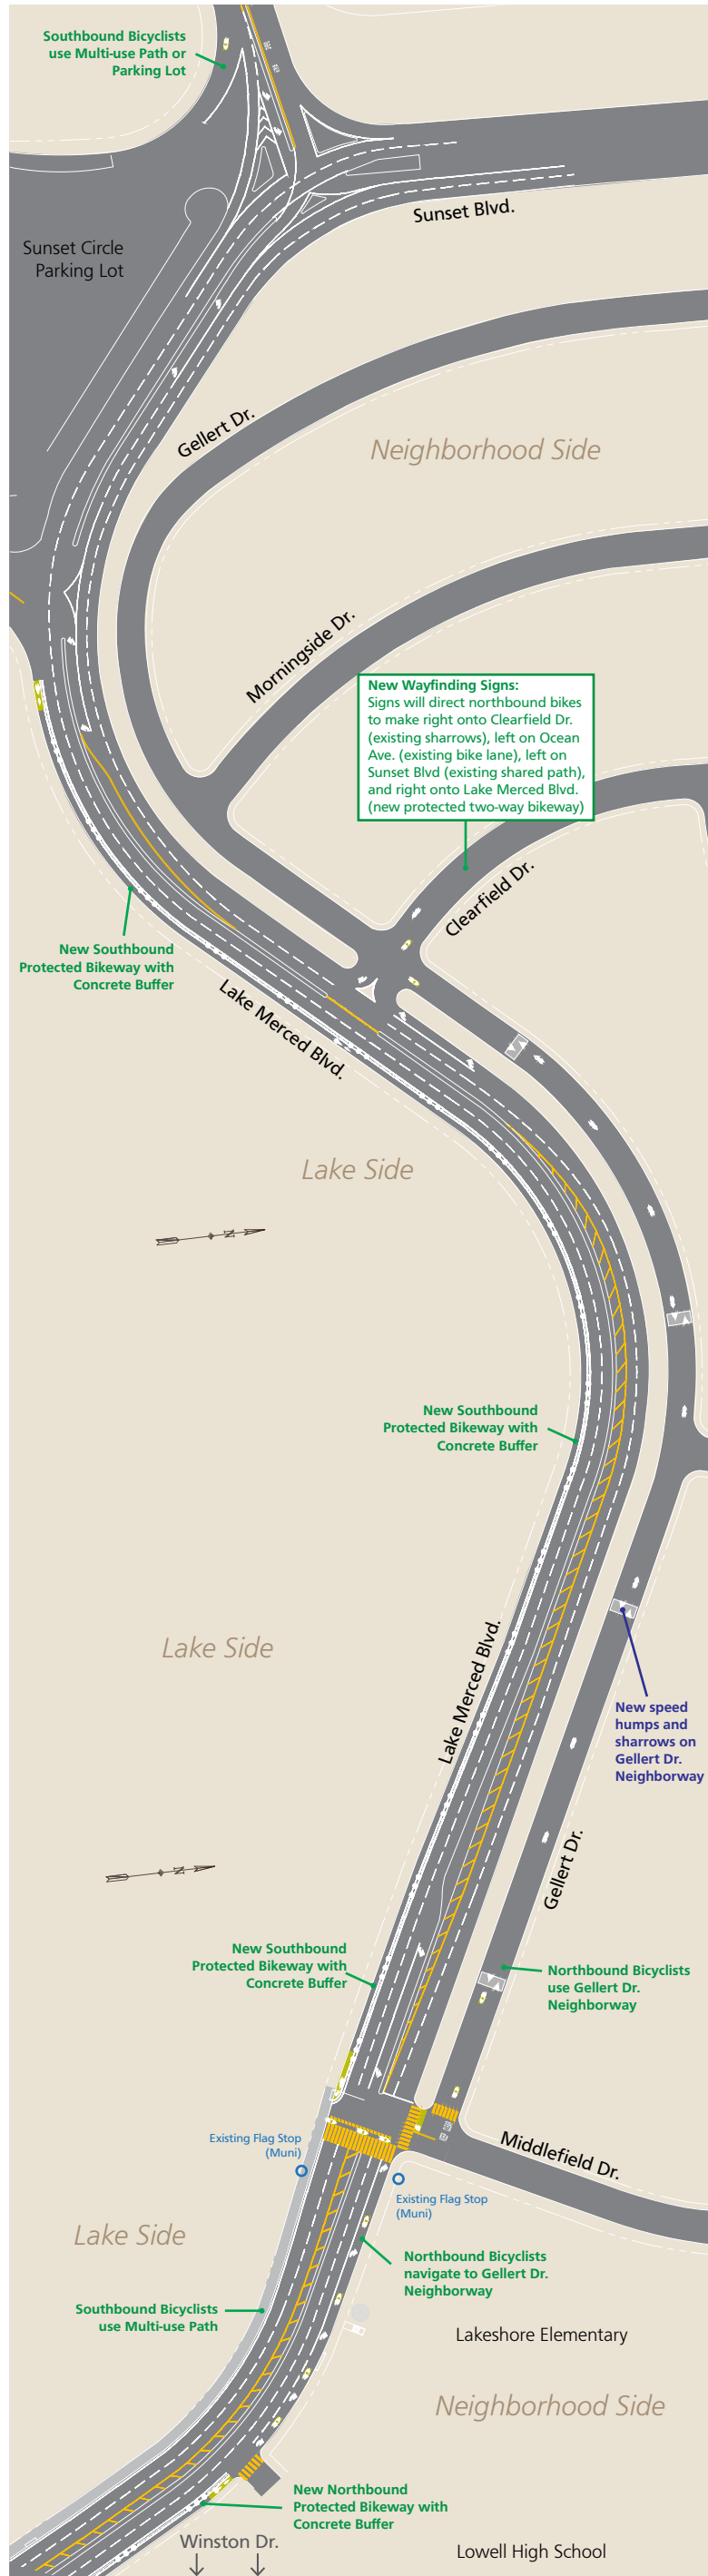 Southbound Bicyclists
use Multi-use Path or
Parking Lot
Sunset Blvd.
Sunset Circle
Parking Lot
Gellert Dr.
Neighborhood Side
Morningside Dr.
New Wayfinding Signs:
Signs will direct northbound bikes
to make right onto Clearfield Dr.
(existing sharrows), left on Ocean
Ave. (existing bike lane), left on
Sunset Blvd (existing shared path),
and right onto Lake Merced Blvd.
(new protected two-way bikeway)
Clearfield Dr.
New Southbound
Protected Bikeway with
Concrete Buffer
Lake Merced Blvd.
Lake Side
N
New Southbound
Protected Bikeway with
Concrete Buffer
Lake Side
Lake Merced Blvd.
New speed
humps and
sharrows on
Gellert Dr.
Neighborway
N
Gellert Dr.
New Southbound
Protected Bikeway with
Concrete Buffer
Northbound Bicyclists
use Gellert Dr.
Neighborway
Existing Flag Stop
(Muni)
Middlefield Dr.
Existing Flag Stop
(Muni)
Lake Side
Northbound Bicyclists
navigate to Gellert Dr.
Neighborway
Southbound Bicyclists
use Multi-use Path
Lakeshore Elementary
Neighborhood Side
New Northbound
Protected Bikeway with
Concrete Buffer
Winston Dr.
Lowell High School